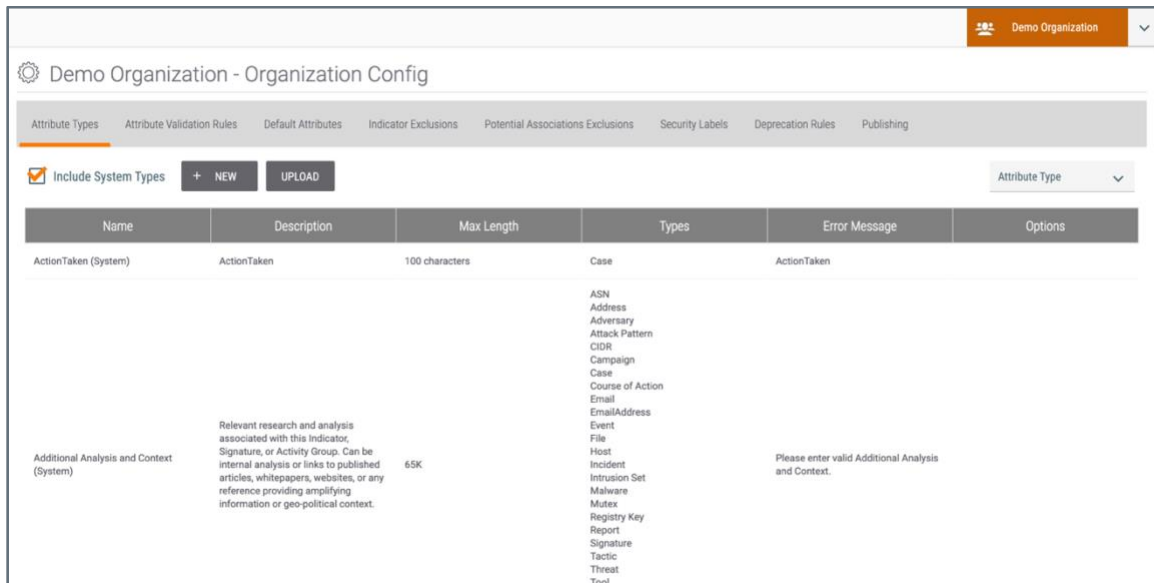 Demo Organization
Demo Organization - Organization Config
Attribute Types Attribute Validation Rules Default Attributes Indicator Exclusions Potential Associations Exclusions Security Labels Deprecation Rules Publishing
Include System Types + NEW UPLOAD Attribute Type
Name Description Max Length Types Error Message Options
ActionTaken (System) ActionTaken 100 characters Case ActionTaken
Additional Analysis and Context
(System)
Relevant research and analysis
associated with this Indicator,
Signature, or Activity Group. Can be
internal analysis or links to published
articles, whitepapers, websites, or any
reference providing amplifying
information or geo-political context.
65K
ASN
Address
Adversary
Attack Pattern
CIDR
Campaign
Case
Course of Action
Email
EmailAddress
Event
File
Host
Incident
Intrusion Set
Malware
Mutex
Registry Key
Report
Signature
Tactic
Threat
Tool
Please enter valid Additional Analysis
and Context.